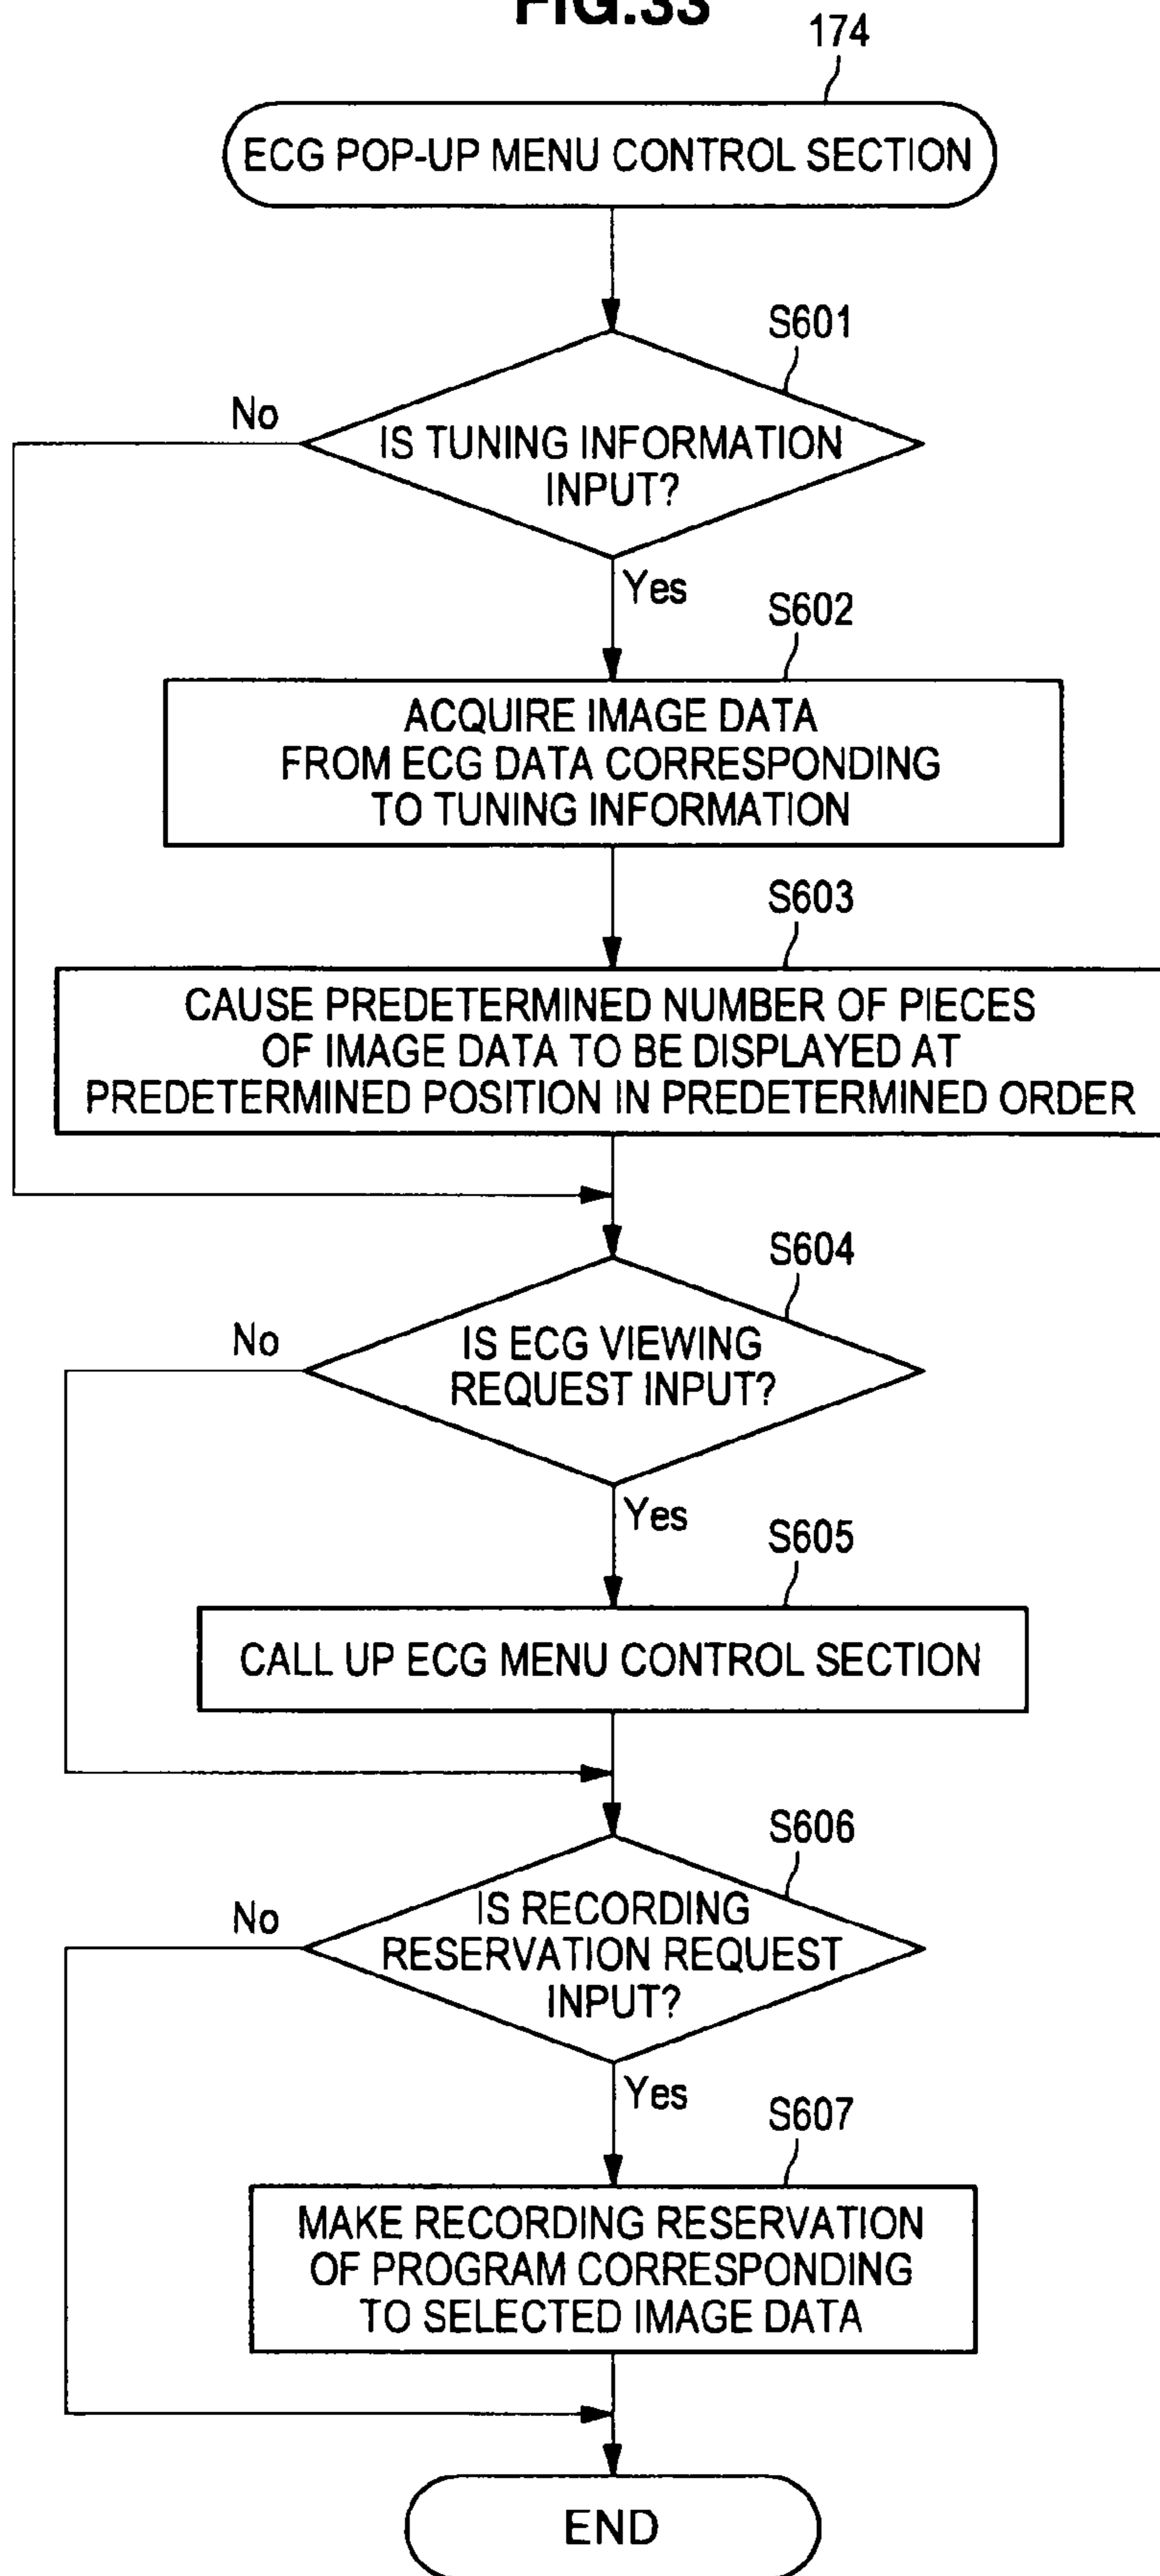 FIG.33
174
ECG POP-UP MENU CONTROL SECTION
S601
No
IS TUNING INFORMATION
INPUT?
Yes
S602
ACQUIRE IMAGE DATA
FROM ECG DATA CORRESPONDING
TO TUNING INFORMATION
S603
CAUSE PREDETERMINED NUMBER OF PIECES
OF IMAGE DATA TO BE DISPLAYED AT
PREDETERMINED POSITION IN PREDETERMINED ORDER
S604
No
IS ECG VIEWING
REQUEST INPUT?
Yes
S605
CALL UP ECG MENU CONTROL SECTION
S606
No
IS RECORDING
RESERVATION REQUEST
INPUT?
Yes
S607
MAKE RECORDING RESERVATION
OF PROGRAM CORRESPONDING
TO SELECTED IMAGE DATA
END